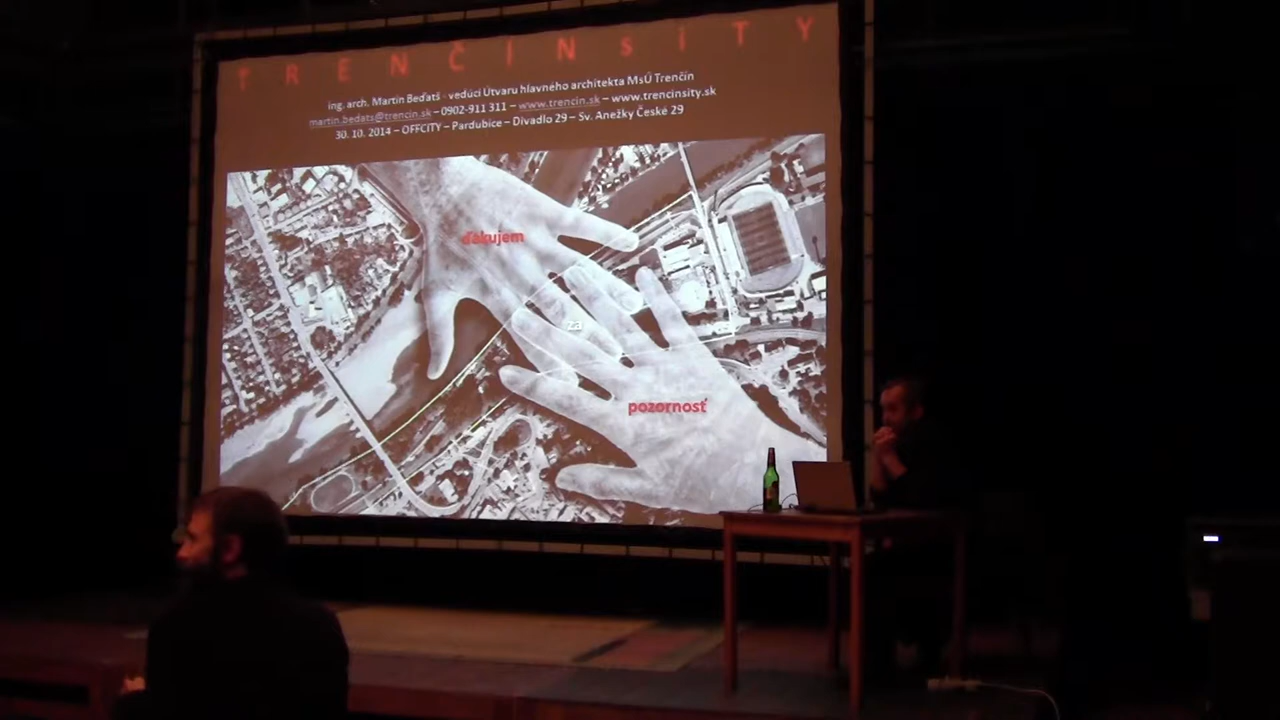 TRENČÍNsiTY
ing. arch. Martin Beďatš - vedúci Útvaru hlavného architekta MsÚ Trenčín
martin.bedats@trencin.sk – 0902-911 311 – www.trencin.sk – www.trencinsity.sk
30. 10. 2014 – OFFCITY – Pardubice – Divadlo 29 – Sv. Anežky České 29
ďakujem
za
pozornosť